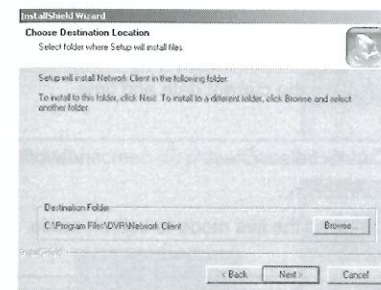 InstallShield Wizard
Choose Destination Location
Select folder where Setup will install files.
Setup will install Network Client in the following folder.
To install to this folder, click Next. To install to a different folder, click Browse and select
another folder.
Destination Folder
C:\Program Files\DVR\Network Client
Browse...
InstallShield
< Back
Next >
Cancel